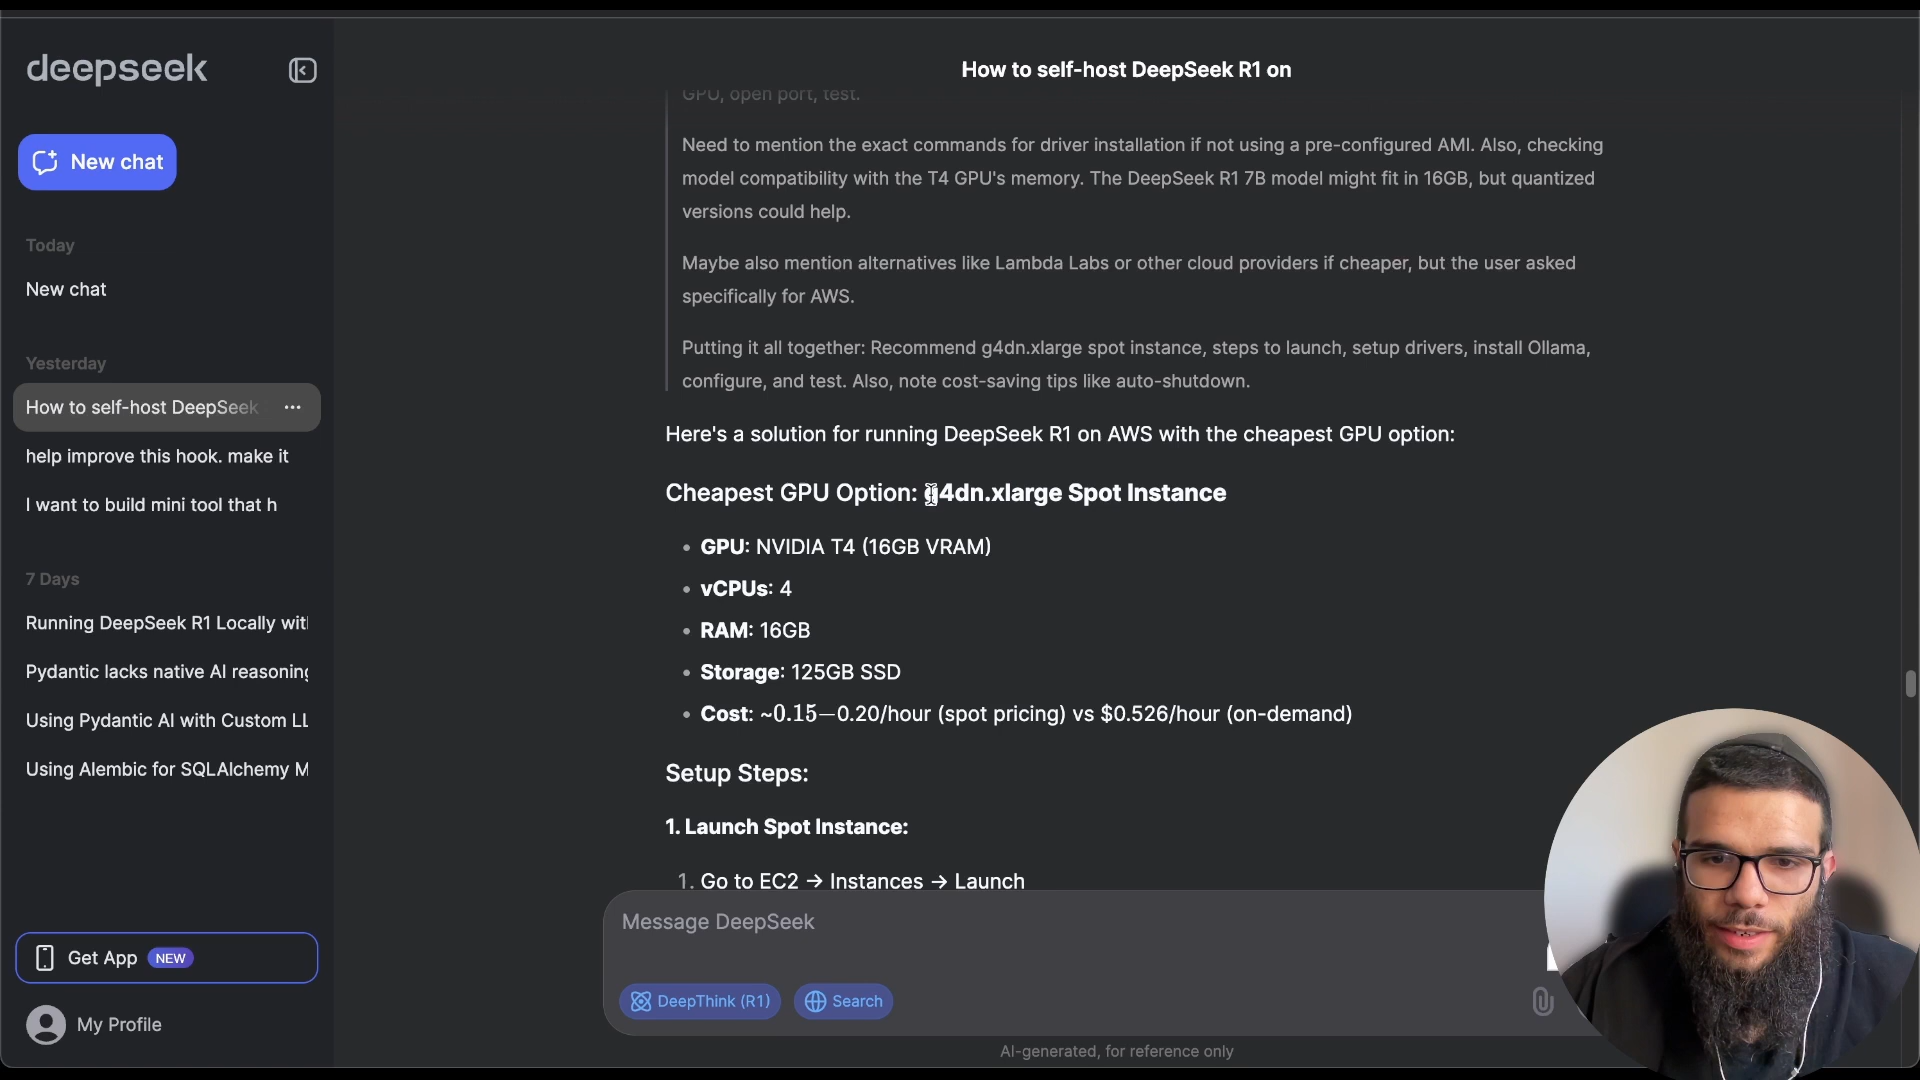 deepseek
New chat
Today
New chat
Yesterday
How to self-host DeepSeek
help improve this hook. make it
I want to build mini tool that h
7 Days
Running DeepSeek R1 Locally wit
Pydantic lacks native AI reasoning
Using Pydantic AI with Custom LL
Using Alembic for SQLAlchemy M
Get App NEW
My Profile
How to self-host DeepSeek R1 on
GPU, open port, test.
Need to mention the exact commands for driver installation if not using a pre-configured AMI. Also, checking
model compatibility with the T4 GPU's memory. The DeepSeek R1 7B model might fit in 16GB, but quantized
versions could help.
Maybe also mention alternatives like Lambda Labs or other cloud providers if cheaper, but the user asked
specifically for AWS.
Putting it all together: Recommend g4dn.xlarge spot instance, steps to launch, setup drivers, install Ollama,
configure, and test. Also, note cost-saving tips like auto-shutdown.
Here's a solution for running DeepSeek R1 on AWS with the cheapest GPU option:
Cheapest GPU Option: g4dn.xlarge Spot Instance
• GPU: NVIDIA T4 (16GB VRAM)
• vCPUs: 4
• RAM: 16GB
• Storage: 125GB SSD
• Cost: ~0.15−0.20/hour (spot pricing) vs $0.526/hour (on-demand)
Setup Steps:
1. Launch Spot Instance:
1. Go to EC2 → Instances → Launch
Message DeepSeek
DeepThink (R1) Search
AI-generated, for reference only